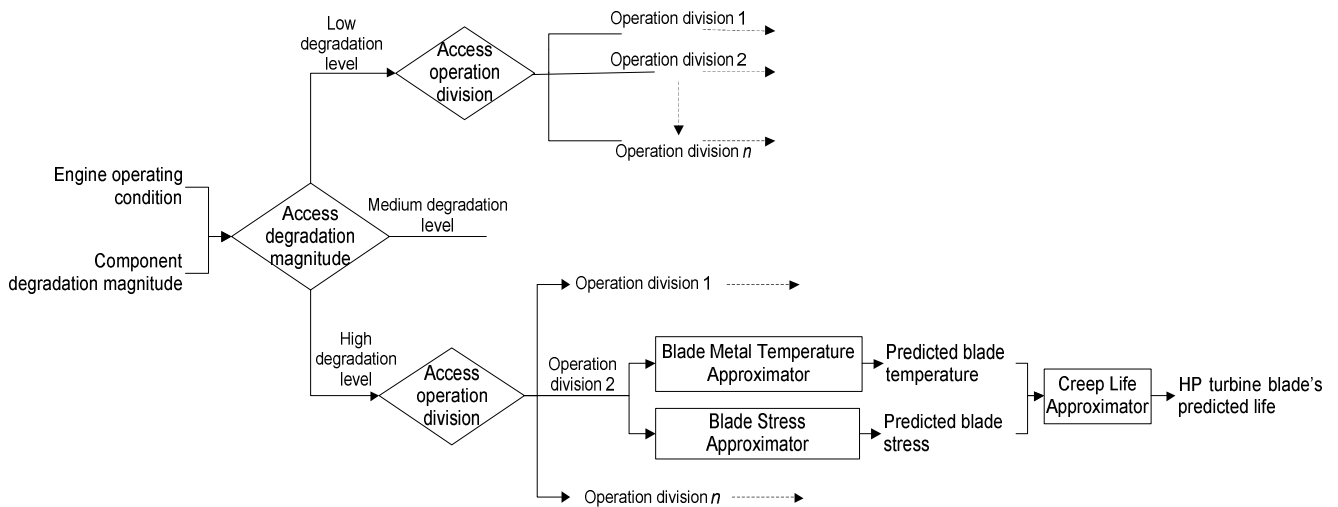 Low
degradation
level
Access
operation
division
Operation division 1
Operation division 2
Operation division n
Engine operating
condition
Component
degradation magnitude
Access
degradation
magnitude
Medium degradation
level
High
degradation
level
Access
operation
division
Operation division 1
Operation
division 2
Blade Metal Temperature
Approximator
Predicted blade
temperature
Blade Stress
Approximator
Predicted blade
stress
Creep Life
Approximator
HP turbine blade's
predicted life
Operation division n